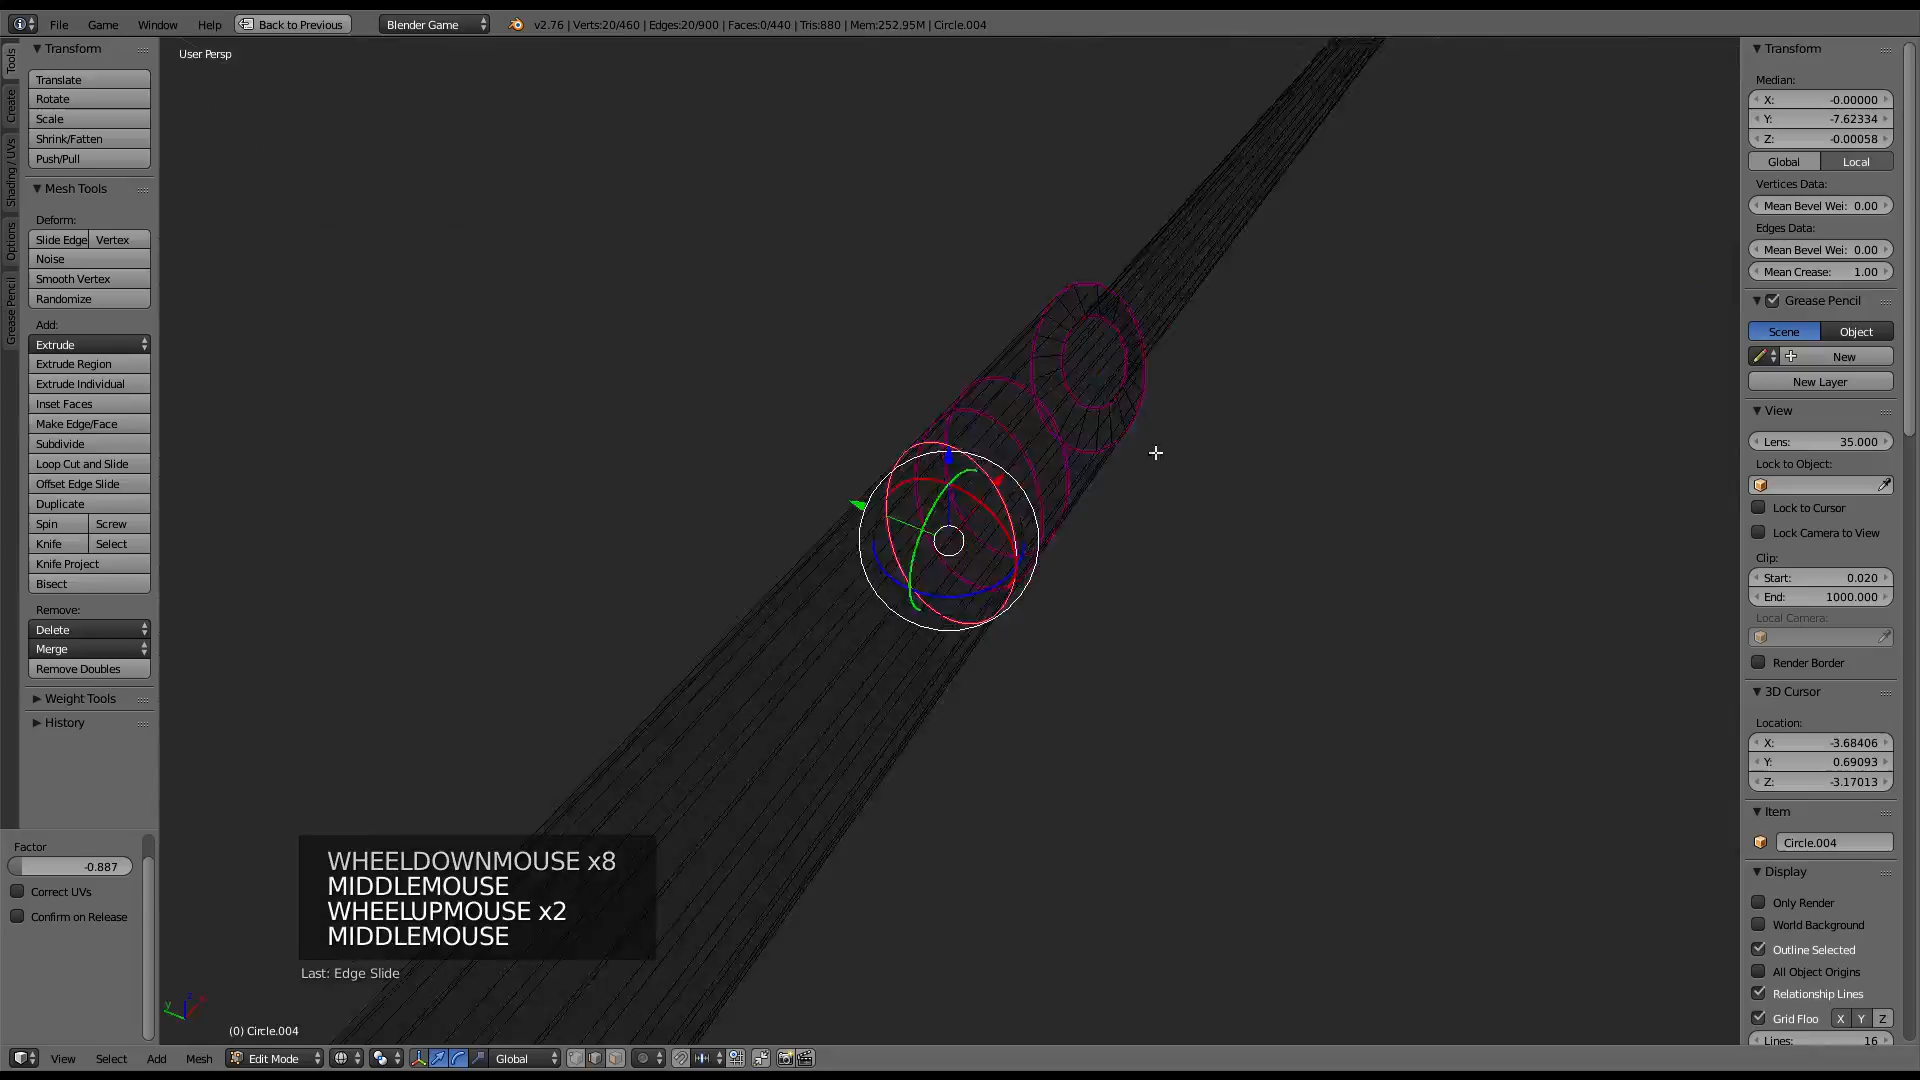 File Game Window Help Back to Previous Blender Game v2.76 | Verts:20/460 | Edges:20/900 | Faces:0/440 | Tris:880 | Mem:252.95M | Circle.004
Tools
Create
Shading / UVs
Options
Grease Pencil
Transform
Translate
Rotate
Scale
Shrink/Fatten
Push/Pull
Mesh Tools
Deform:
Slide Edge Vertex
Noise
Smooth Vertex
Randomize
Add:
Extrude
Extrude Region
Extrude Individual
Inset Faces
Make Edge/Face
Subdivide
Loop Cut and Slide
Offset Edge Slide
Duplicate
Spin Screw
Knife Select
Knife Project
Bisect
Remove:
Delete
Merge
Remove Doubles
Weight Tools
History
Factor
-0.887
Correct UVs
Confirm on Release
User Persp
WHEELDOWNMOUSE x8
MIDDLEMOUSE
WHEELUPMOUSE x2
MIDDLEMOUSE
Last: Edge Slide
y z x
(0) Circle.004
Transform
Median:
X: -0.00000
Y: -7.62334
Z: -0.00058
Global Local
Vertices Data:
Mean Bevel Wei: 0.00
Edges Data:
Mean Bevel Wei: 0.00
Mean Crease: 1.00
Grease Pencil
Scene Object
New
New Layer
View
Lens: 35.000
Lock to Object:
Lock to Cursor
Lock Camera to View
Clip:
Start: 0.020
End: 1000.000
Local Camera:
Render Border
3D Cursor
Location:
X: -3.68406
Y: 0.69093
Z: -3.17013
Item
Circle.004
Display
Only Render
World Background
Outline Selected
All Object Origins
Relationship Lines
Grid Floo X Y Z
Lines: 16
View Select Add Mesh Edit Mode Global